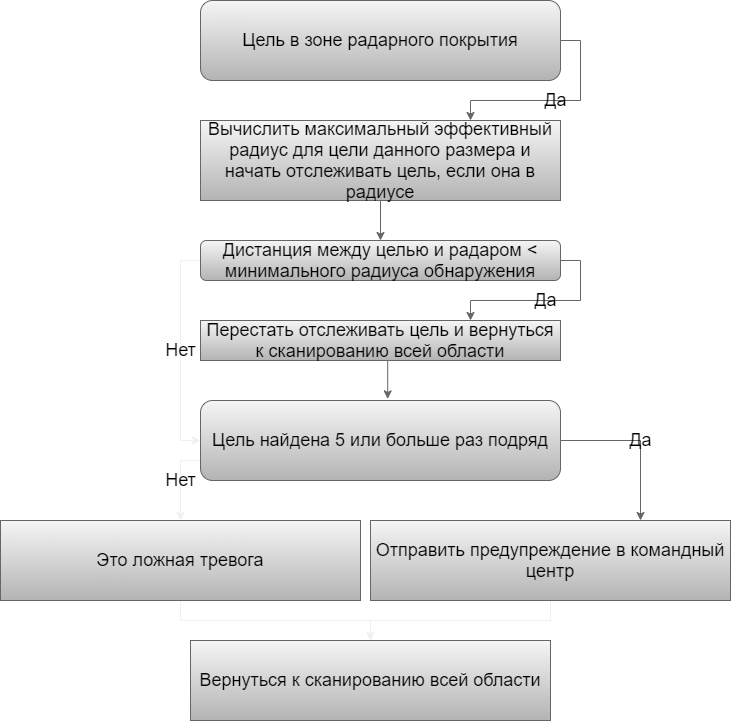 Цель в зоне радарного покрытия
Да
Вычислить максимальный эффективный
радиус для цели данного размера и
начать отслеживать цель, если она в
радиусе
Дистанция между целью и радаром <
минимального радиуса обнаружения
Да
Перестать отслеживать цель и вернуться
к сканированию всей области
Нет
Цель найдена 5 или больше раз подряд
Да
Нет
Это ложная тревога
Отправить предупреждение в командный
центр
Вернуться к сканированию всей области